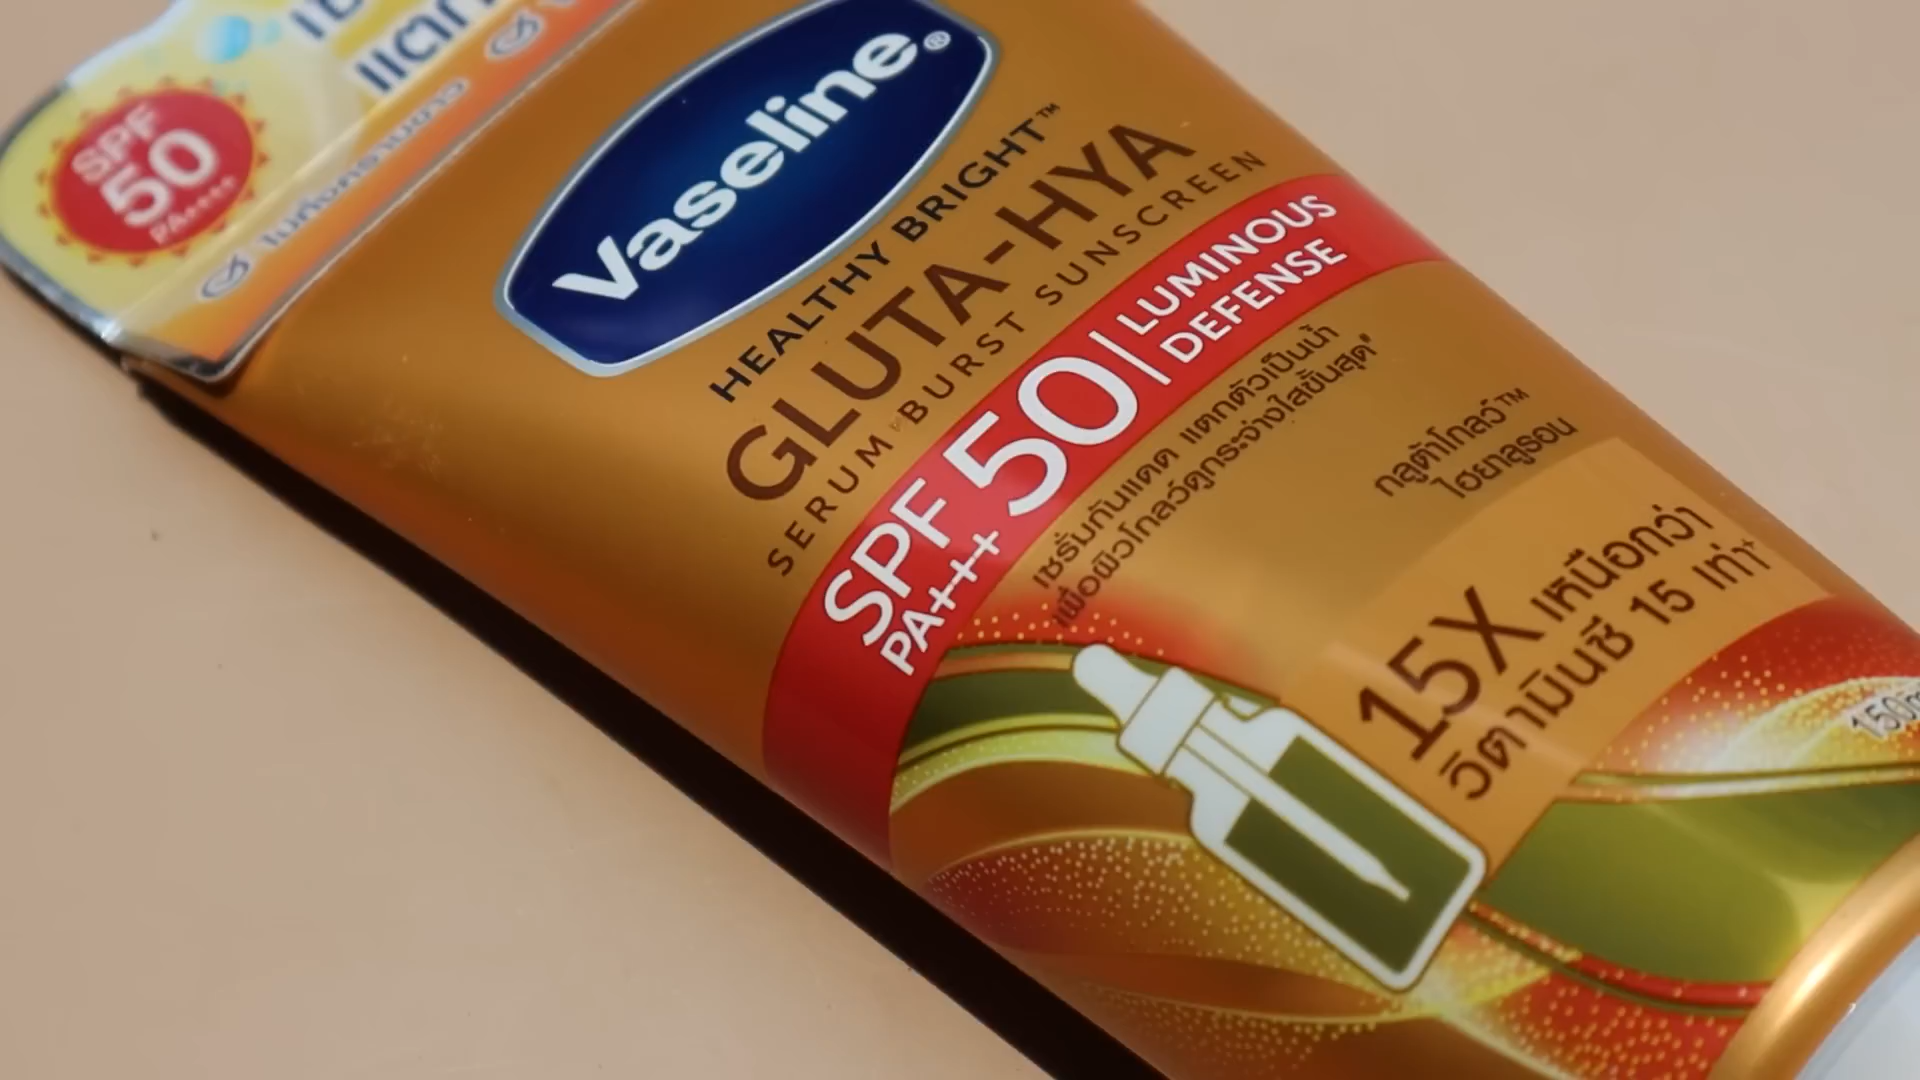 SPF
50
PA++++
แตก
Vaseline®
HEALTHY BRIGHT™
GLUTA-HYA
SERUM BURST SUNSCREEN
SPF 50
PA+++
LUMINOUS
DEFENSE
เซรั่มกันแดด แตกตัวเป็นน้ำ
เพื่อผิวโกลว์ดูกระจ่างใสขั้นสุด#
กลูต้าโกลว์™
ไฮยาลูรอน
15X เหนือกว่า
วิตามินซี 15 เท่า+